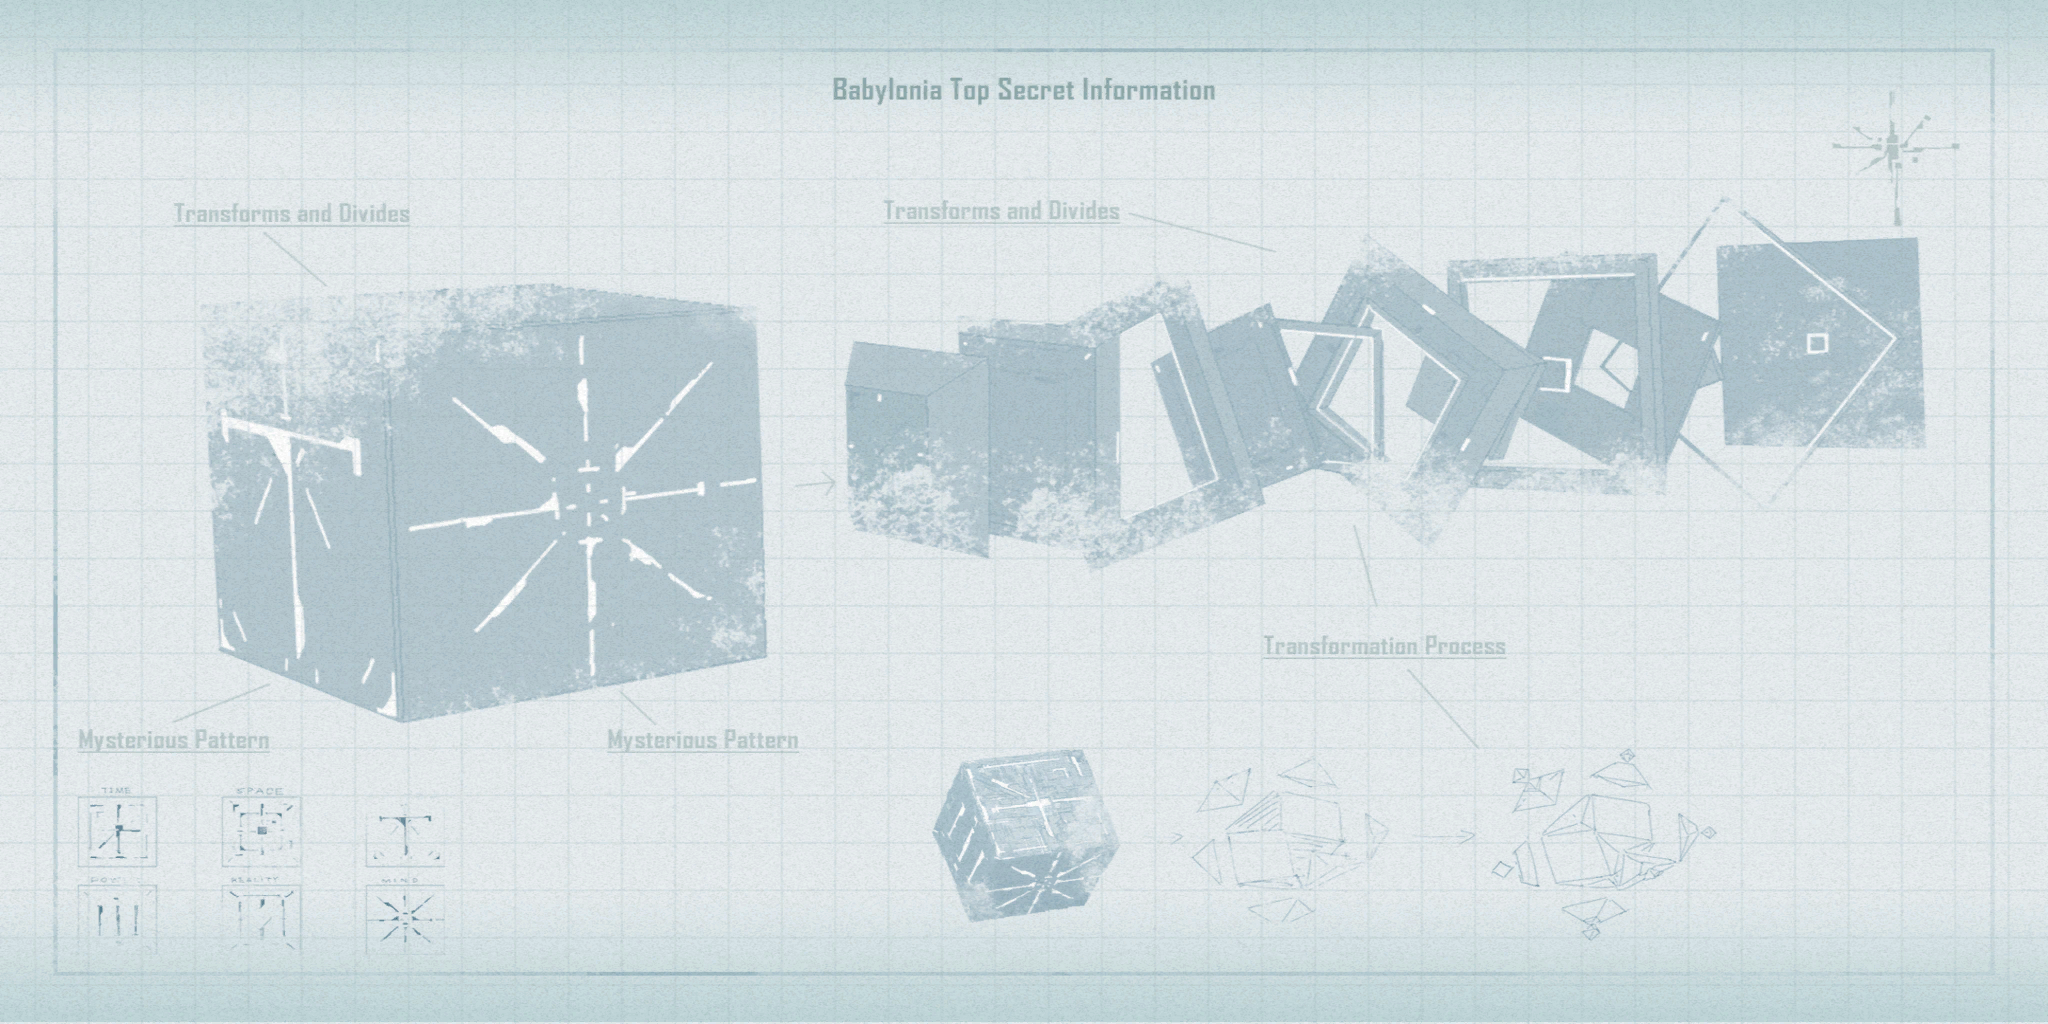 Babylonia Top Secret Information
Transforms and Divides
Transforms and Divides
Transformation Process
Mysterious Pattern
Mysterious Pattern
TIME
SPACE
REALITY
MIND